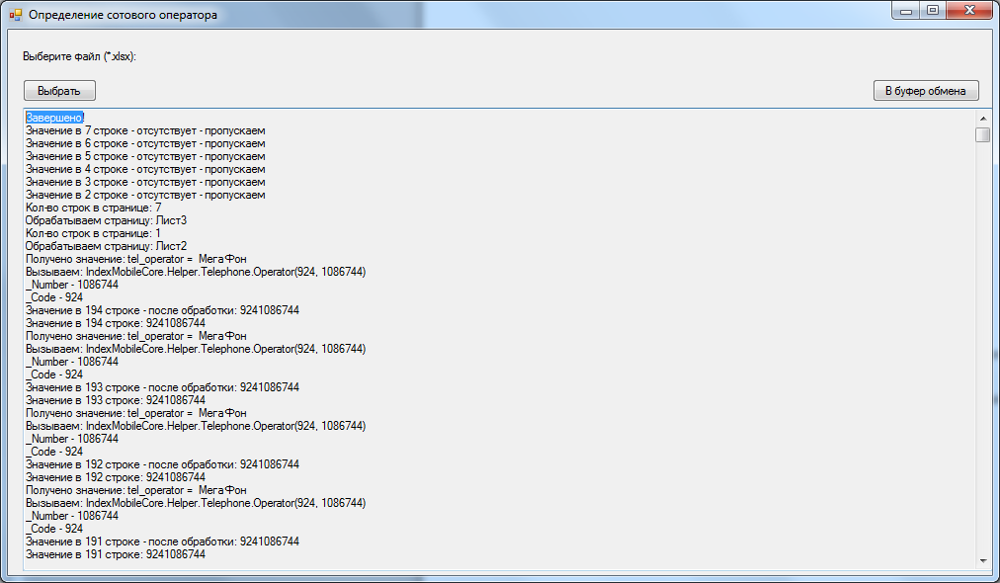 Определение сотового оператора
Выберите файл (*.xlsx):
Выбрать
В буфер обмена
Завершено!
Значение в 7 строке - отсутствует - пропускаем
Значение в 6 строке - отсутствует - пропускаем
Значение в 5 строке - отсутствует - пропускаем
Значение в 4 строке - отсутствует - пропускаем
Значение в 3 строке - отсутствует - пропускаем
Значение в 2 строке - отсутствует - пропускаем
Кол-во строк в странице: 7
Обрабатываем страницу: Лист3
Кол-во строк в странице: 1
Обрабатываем страницу: Лист2
Получено значение: tel_operator =  МегаФон
Вызываем: IndexMobileCore.Helper.Telephone.Operator(924, 1086744)
_Number - 1086744
_Code - 924
Значение в 194 строке - после обработки: 9241086744
Значение в 194 строке: 9241086744
Получено значение: tel_operator =  МегаФон
Вызываем: IndexMobileCore.Helper.Telephone.Operator(924, 1086744)
_Number - 1086744
_Code - 924
Значение в 193 строке - после обработки: 9241086744
Значение в 193 строке: 9241086744
Получено значение: tel_operator =  МегаФон
Вызываем: IndexMobileCore.Helper.Telephone.Operator(924, 1086744)
_Number - 1086744
_Code - 924
Значение в 192 строке - после обработки: 9241086744
Значение в 192 строке: 9241086744
Получено значение: tel_operator =  МегаФон
Вызываем: IndexMobileCore.Helper.Telephone.Operator(924, 1086744)
_Number - 1086744
_Code - 924
Значение в 191 строке - после обработки: 9241086744
Значение в 191 строке: 9241086744